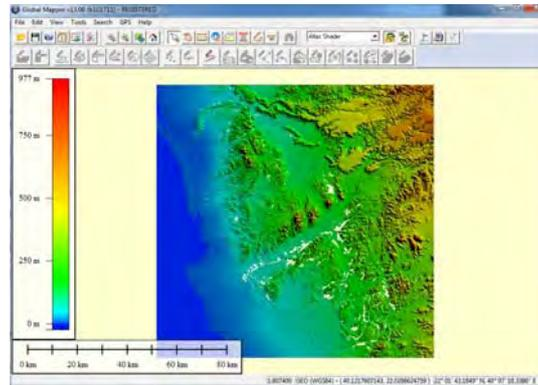 Global Mapper v13.00 (b101711) - REGISTERED
File Edit View Tools Search GPS Help
Atlas Shader
977 m
750 m
500 m
250 m
0 m
0 km 20 km 40 km 60 km 80 km